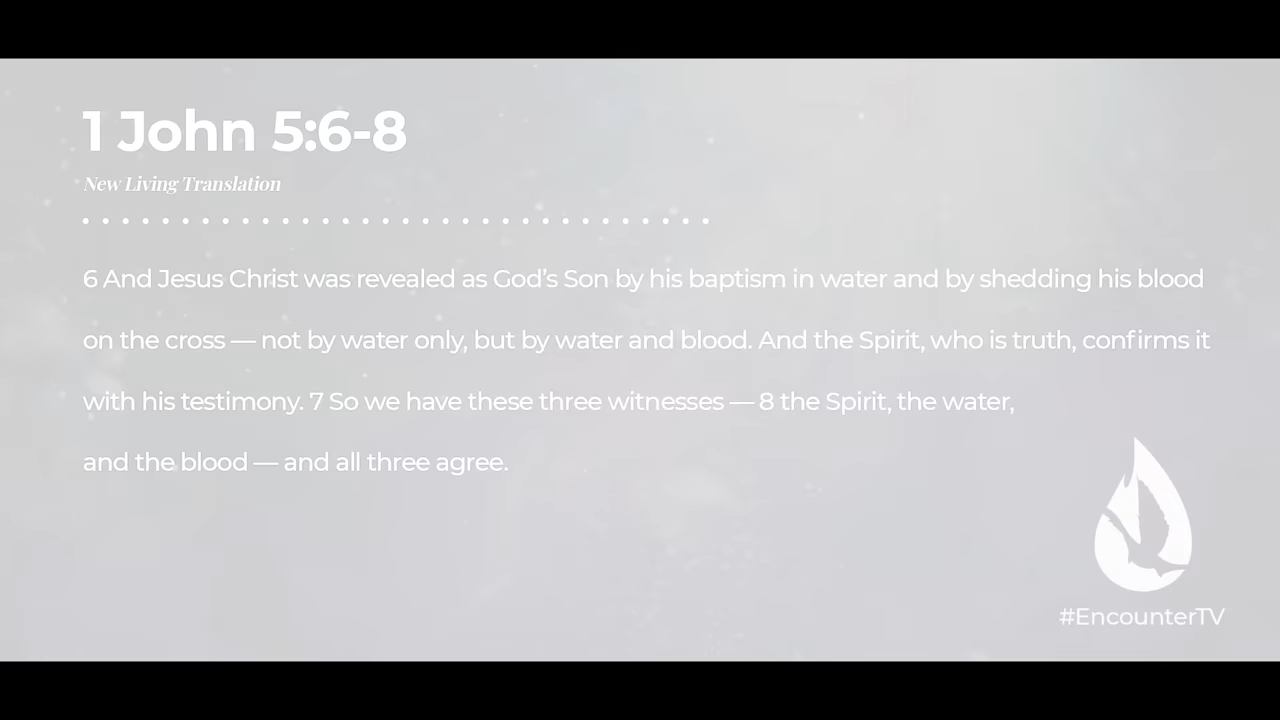 1 John 5:6-8
New Living Translation
6 And Jesus Christ was revealed as God’s Son by his baptism in water and by shedding his blood
on the cross — not by water only, but by water and blood. And the Spirit, who is truth, confirms it
with his testimony. 7 So we have these three witnesses — 8 the Spirit, the water,
and the blood — and all three agree.
#EncounterTV